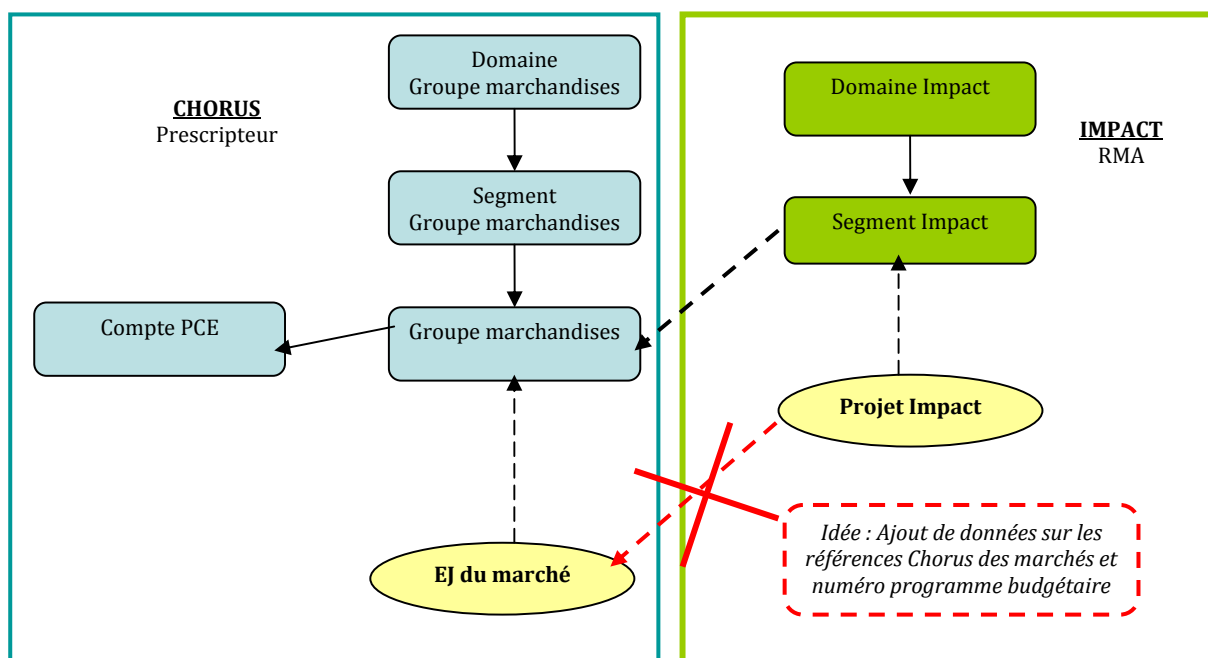 CHORUS
Prescripteur
Domaine
Groupe marchandises
Segment
Groupe marchandises
Groupe marchandises
Compte PCE
EJ du marché
IMPACT
RMA
Domaine Impact
Segment Impact
Projet Impact
Idée : Ajout de données sur les
références Chorus des marchés et
numéro programme budgétaire